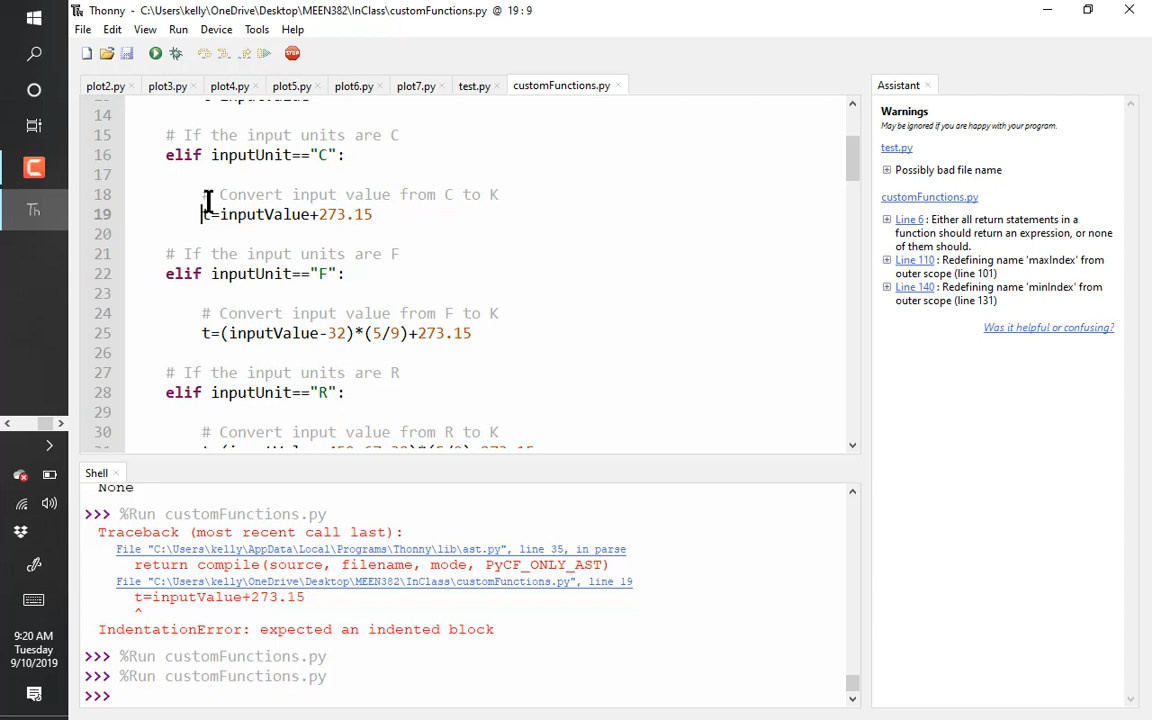 Thonny - C:\Users\kelly\OneDrive\Desktop\MEEN382\InClass\customFunctions.py @ 19 : 9
File Edit View Run Device Tools Help
plot2.py × plot3.py × plot4.py × plot5.py × plot6.py × plot7.py × test.py × customFunctions.py ×
14
15 # If the input units are C
16 elif inputUnit=="C":
17
18 # Convert input value from C to K
19 t=inputValue+273.15
20
21 # If the input units are F
22 elif inputUnit=="F":
23
24 # Convert input value from F to K
25 t=(inputValue-32)*(5/9)+273.15
26
27 # If the input units are R
28 elif inputUnit=="R":
29
30 # Convert input value from R to K
Assistant ×
Warnings
May be ignored if you are happy with your program.
test.py
Possibly bad file name
customFunctions.py
Line 6 : Either all return statements in a
function should return an expression, or none
of them should.
Line 110 : Redefining name 'maxIndex' from
outer scope (line 101)
Line 140 : Redefining name 'minIndex' from
outer scope (line 131)
Was it helpful or confusing?
Shell ×
None
>>> %Run customFunctions.py
Traceback (most recent call last):
File "C:\Users\kelly\AppData\Local\Programs\Thonny\lib\ast.py", line 35, in parse
return compile(source, filename, mode, PyCF_ONLY_AST)
File "C:\Users\kelly\OneDrive\Desktop\MEEN382\InClass\customFunctions.py", line 19
t=inputValue+273.15
^
IndentationError: expected an indented block
>>> %Run customFunctions.py
>>> %Run customFunctions.py
>>>
STOP
Th
9:20 AM
Tuesday
9/10/2019